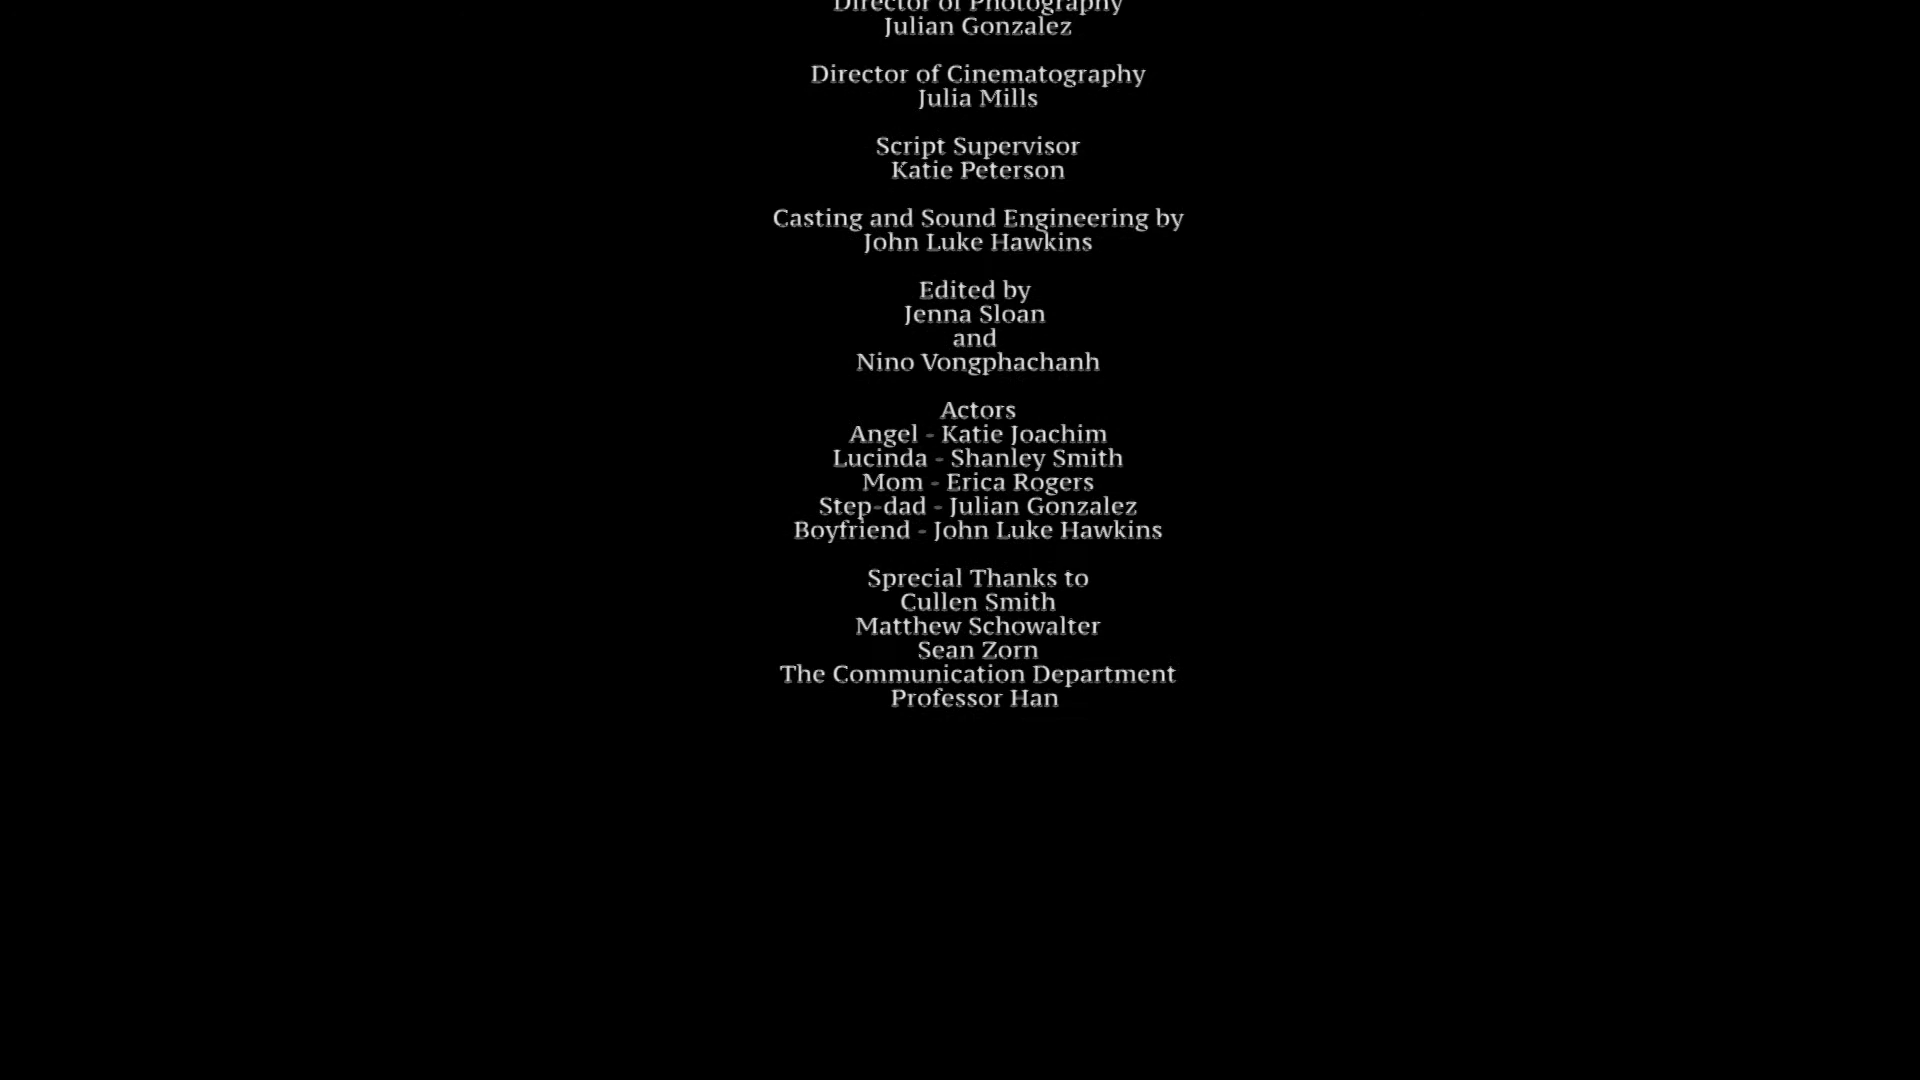 Director of Photography
Julian Gonzalez
Director of Cinematography
Julia Mills
Script Supervisor
Katie Peterson
Casting and Sound Engineering by
John Luke Hawkins
Edited by
Jenna Sloan
and
Nino Vongphachanh
Actors
Angel - Katie Joachim
Lucinda - Shanley Smith
Mom - Erica Rogers
Step-dad - Julian Gonzalez
Boyfriend - John Luke Hawkins
Sprecial Thanks to
Cullen Smith
Matthew Schowalter
Sean Zorn
The Communication Department
Professor Han